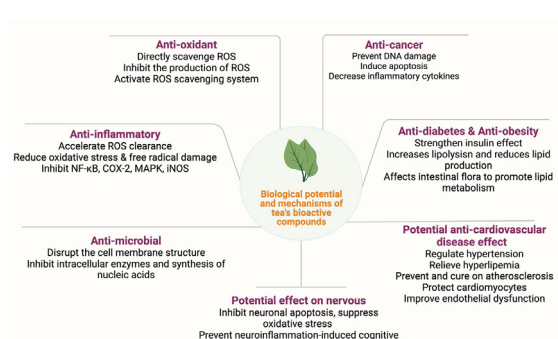 Anti-oxidant
Directly scavenge ROS
Inhibit the production of ROS
Activate ROS scavenging system
Anti-cancer
Prevent DNA damage
Induce apoptosis
Decrease inflammatory cytokines
Anti-inflammatory
Accelerate ROS clearance
Reduce oxidative stress & free radical damage
Inhibit NF-κB, COX-2, MAPK, iNOS
Anti-diabetes & Anti-obesity
Strengthen insulin effect
Increases lipolysion and reduces lipid
production
Affects intestinal flora to promote lipid
metabolism
Biological potential
and mechanisms of
tea's bioactive
compounds
Anti-microbial
Disrupt the cell membrane structure
Inhibit intracellular enzymes and synthesis of
nucleic acids
Potential anti-cardiovascular
disease effect
Regulate hypertension
Relieve hyperlipemia
Prevent and cure on atherosclerosis
Protect cardiomyocytes
Improve endothelial dysfunction
Potential effect on nervous
Inhibit neuronal apoptosis, suppress
oxidative stress
Prevent neuroinflammation-induced cognitive